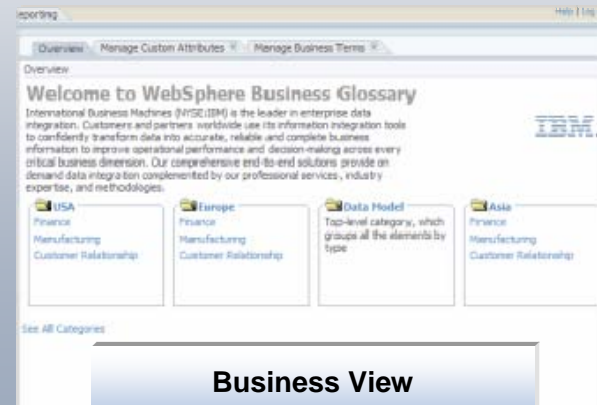 eporting
Help | Log
Overview Manage Custom Attributes Manage Business Terms
Overview
Welcome to WebSphere Business Glossary
International Business Machines (NYSE:IBM) is the leader in enterprise data
integration. Customers and partners worldwide use its information integration tools
to confidently transform data into accurate, reliable and complete business
information to improve operational performance and decision-making across every
critical business dimension. Our comprehensive end-to-end solutions provide on
demand data integration complemented by our professional services, industry
expertise, and methodologies.
IBM
USA
Finance
Manufacturing
Customer Relationship
Europe
Finance
Manufacturing
Customer Relationship
Data Model
Top-level category, which
groups all the elements by
type
Asia
Finance
Manufacturing
Customer Relationship
See All Categories
Business View